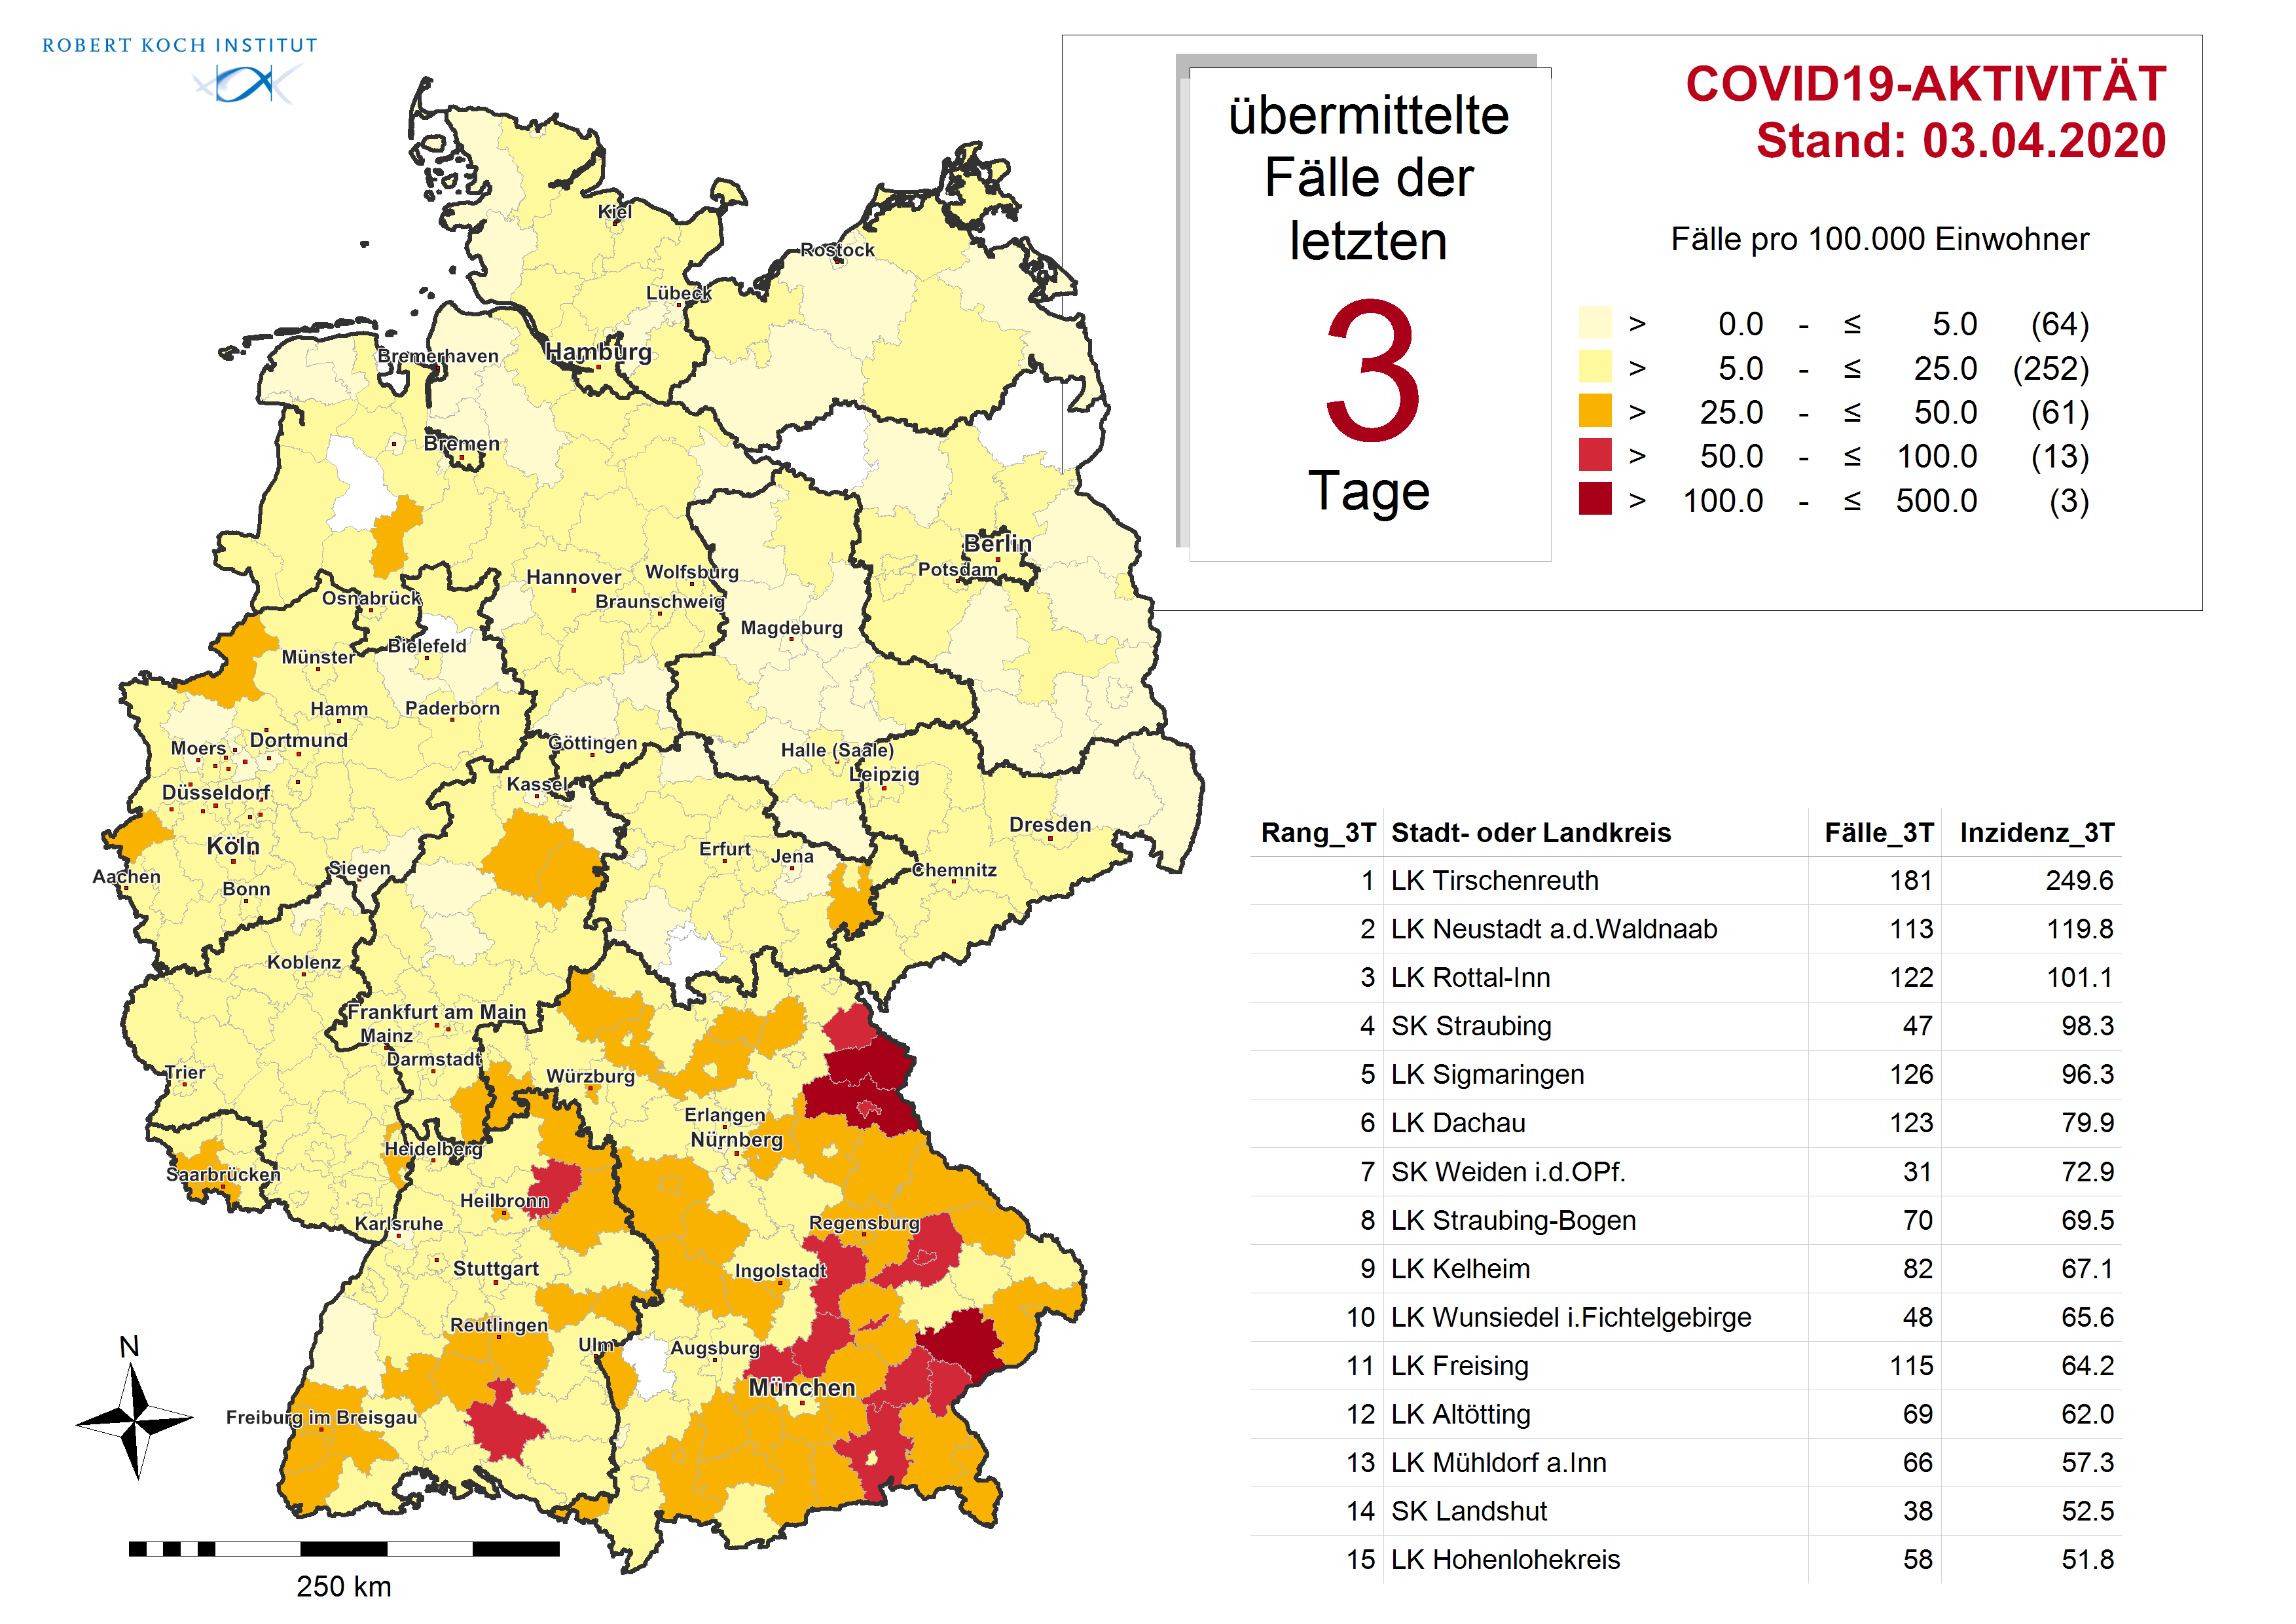 ROBERT KOCH INSTITUT
übermittelte
Fälle der
letzten
3
Tage
COVID19-AKTIVITÄT
Stand: 03.04.2020
Fälle pro 100.000 Einwohner
> 0.0 - ≤ 5.0 (64)
> 5.0 - ≤ 25.0 (252)
> 25.0 - ≤ 50.0 (61)
> 50.0 - ≤ 100.0 (13)
> 100.0 - ≤ 500.0 (3)
Kiel
Rostock
Lübeck
Bremerhaven
Hamburg
Bremen
Berlin
Potsdam
Hannover
Wolfsburg
Osnabrück
Braunschweig
Magdeburg
Bielefeld
Münster
Hamm
Paderborn
Moers
Dortmund
Göttingen
Halle (Saale)
Leipzig
Kassel
Düsseldorf
Dresden
Köln
Erfurt
Jena
Siegen
Chemnitz
Aachen
Bonn
Koblenz
Frankfurt am Main
Mainz
Darmstadt
Trier
Würzburg
Erlangen
Nürnberg
Heidelberg
Saarbrücken
Heilbronn
Karlsruhe
Regensburg
Stuttgart
Ingolstadt
Reutlingen
Ulm
Augsburg
München
Freiburg im Breisgau
N
250 km
Rang_3T Stadt- oder Landkreis Fälle_3T Inzidenz_3T
1 LK Tirschenreuth 181 249.6
2 LK Neustadt a.d.Waldnaab 113 119.8
3 LK Rottal-Inn 122 101.1
4 SK Straubing 47 98.3
5 LK Sigmaringen 126 96.3
6 LK Dachau 123 79.9
7 SK Weiden i.d.OPf. 31 72.9
8 LK Straubing-Bogen 70 69.5
9 LK Kelheim 82 67.1
10 LK Wunsiedel i.Fichtelgebirge 48 65.6
11 LK Freising 115 64.2
12 LK Altötting 69 62.0
13 LK Mühldorf a.Inn 66 57.3
14 SK Landshut 38 52.5
15 LK Hohenlohekreis 58 51.8